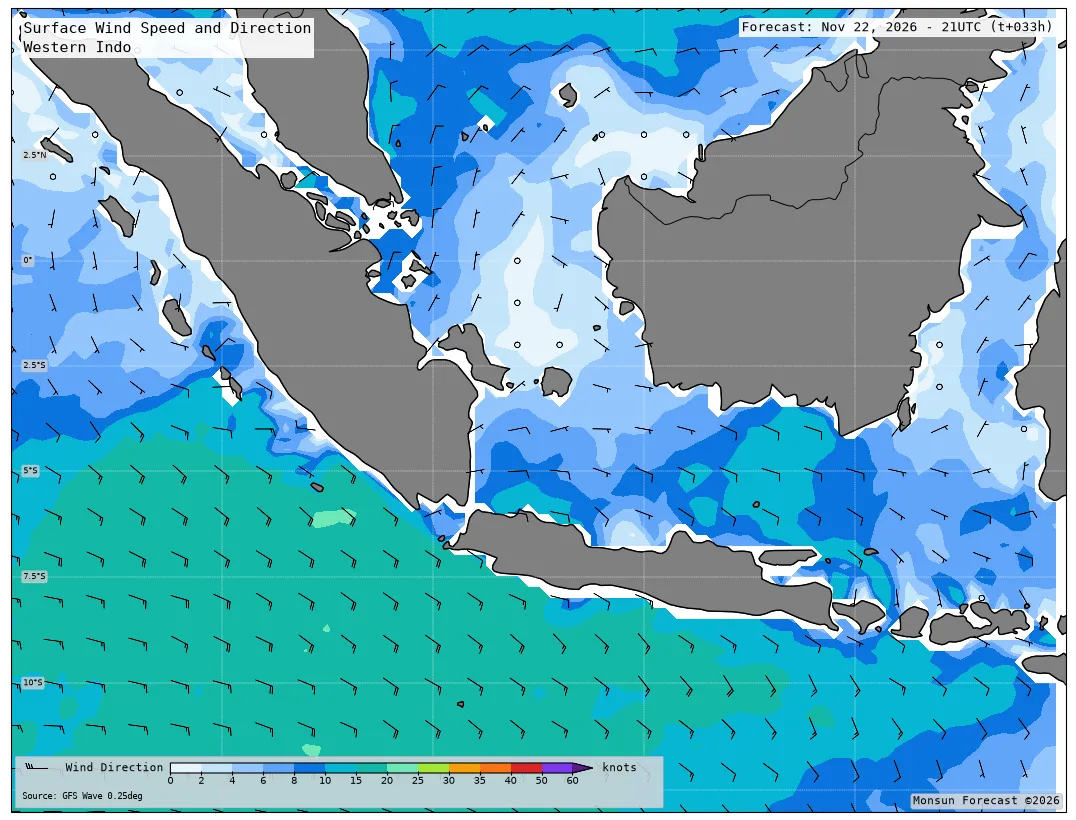 Surface Wind Speed and Direction
Western Indo
Forecast: Nov 22, 2026 - 21UTC (t+033h)
2.5°N
0°
2.5°S
5°S
7.5°S
10°S
Wind Direction
0 2 4 6 8 10 15 20 25 30 35 40 50 60
knots
Source: GFS Wave 0.25deg
Monsun Forecast ©2026